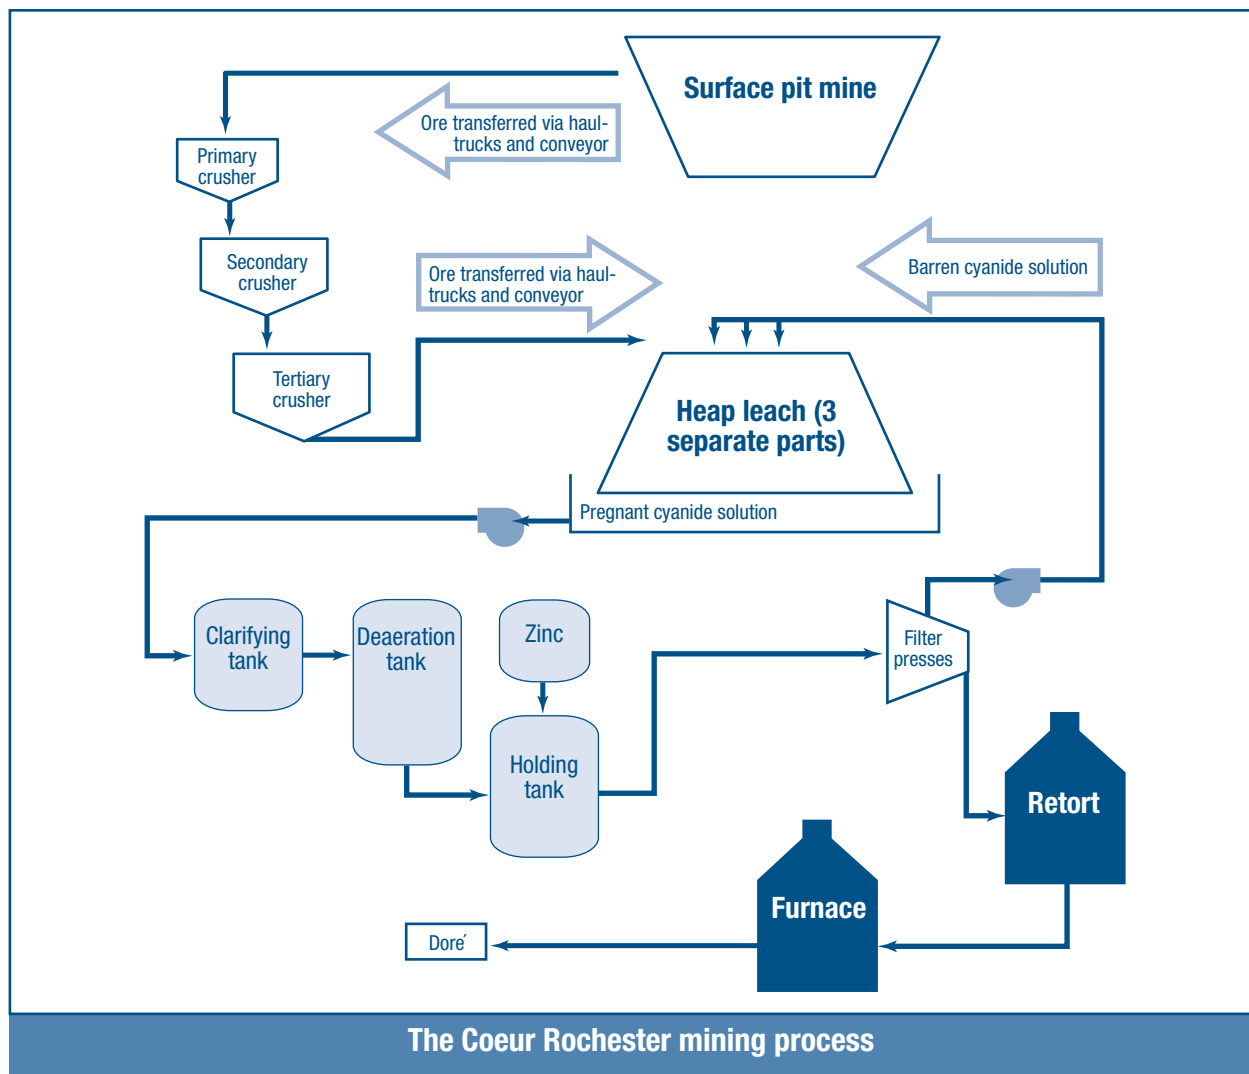 Surface pit mine
Ore transferred via haul-
trucks and conveyor
Primary
crusher
Secondary
crusher
Ore transferred via haul-
trucks and conveyor
Barren cyanide solution
Tertiary
crusher
Heap leach (3
separate parts)
Pregnant cyanide solution
Clarifying
tank
Deaeration
tank
Zinc
Filter
presses
Holding
tank
Retort
Furnace
Dore´
The Coeur Rochester mining process